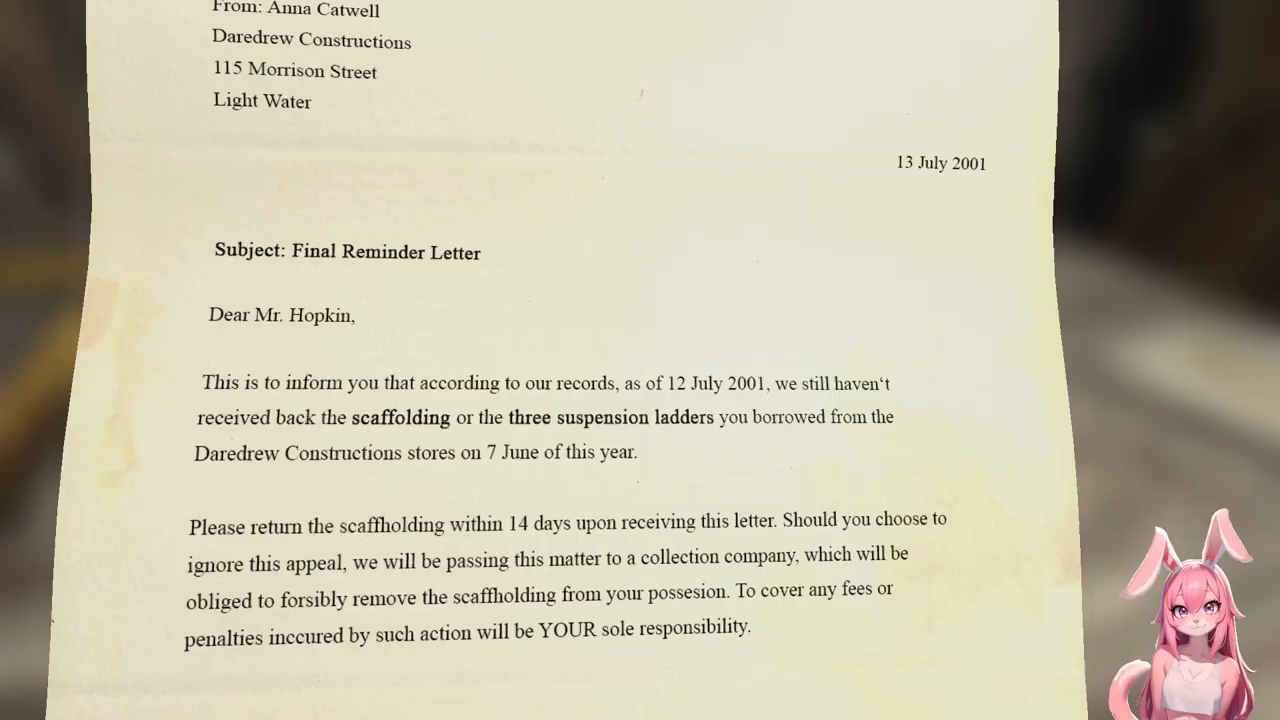 From: Anna Catwell
Daredrew Constructions
115 Morrison Street
Light Water
13 July 2001
Subject: Final Reminder Letter
Dear Mr. Hopkin,
This is to inform you that according to our records, as of 12 July 2001, we still haven‘t
received back the scaffolding or the three suspension ladders you borrowed from the
Daredrew Constructions stores on 7 June of this year.
Please return the scaffholding within 14 days upon receiving this letter. Should you choose to
ignore this appeal, we will be passing this matter to a collection company, which will be
obliged to forsibly remove the scaffholding from your possesion. To cover any fees or
penalties inccured by such action will be YOUR sole responsibility.